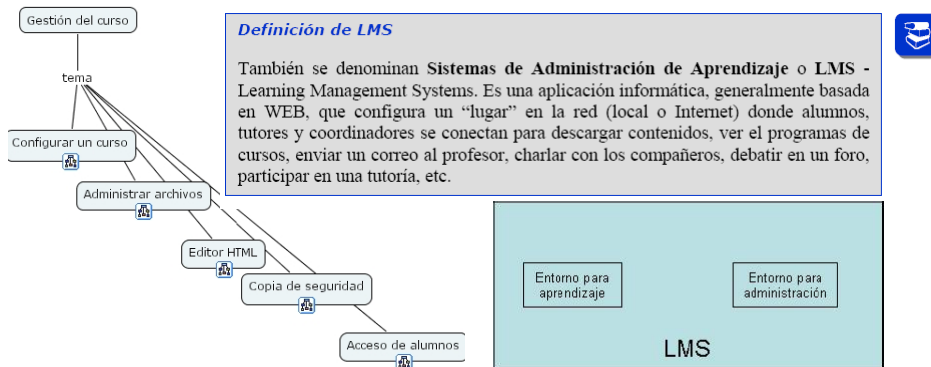 Gestión del curso
tema
Configurar un curso
Administrar archivos
Editor HTML
Copia de seguridad
Acceso de alumnos
Definición de LMS
También se denominan Sistemas de Administración de Aprendizaje o LMS -
Learning Management Systems. Es una aplicación informática, generalmente basada
en WEB, que configura un “lugar” en la red (local o Internet) donde alumnos,
tutores y coordinadores se conectan para descargar contenidos, ver el programas de
cursos, enviar un correo al profesor, charlar con los compañeros, debatir en un foro,
participar en una tutoría, etc.
Entorno para
aprendizaje
Entorno para
administración
LMS